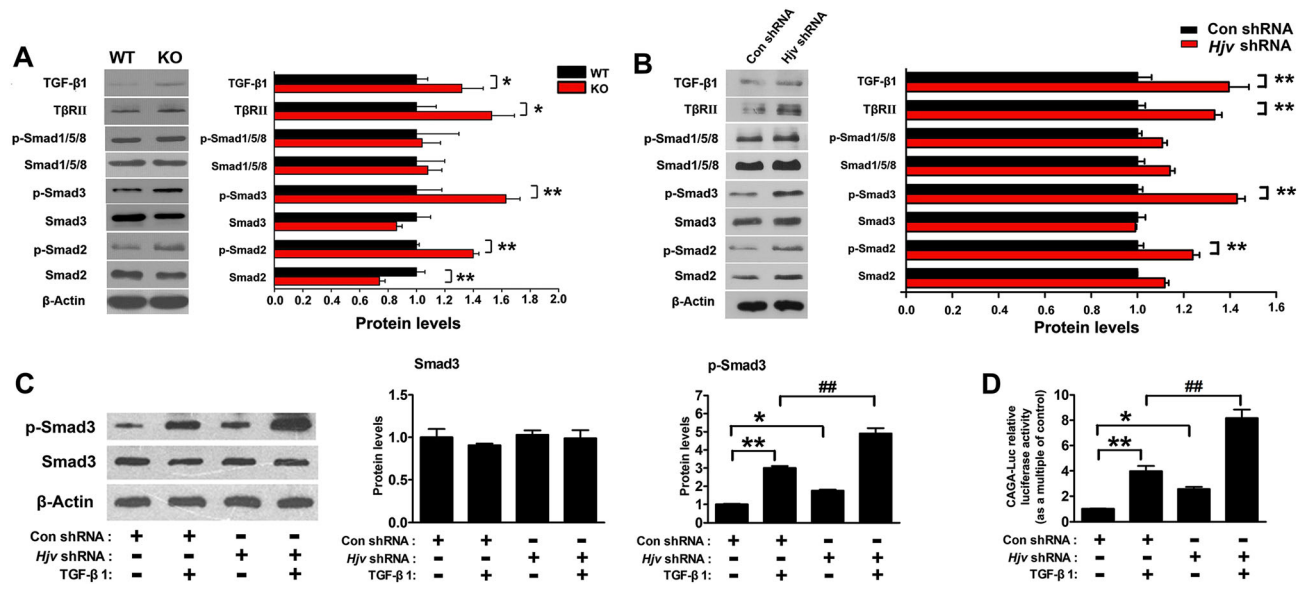 A
WT KO
TGF-β1
TβRII
p-Smad1/5/8
Smad1/5/8
p-Smad3
Smad3
p-Smad2
Smad2
β-Actin
TGF-β1
TβRII
p-Smad1/5/8
Smad1/5/8
p-Smad3
Smad3
p-Smad2
Smad2
*
*
**
**
**
WT
KO
0.0 0.2 0.4 0.6 0.8 1.0 1.2 1.4 1.6 1.8 2.0
Protein levels
B
Con shRNA
Hjv shRNA
TGF-β1
TβRII
p-Smad1/5/8
Smad1/5/8
p-Smad3
Smad3
p-Smad2
Smad2
β-Actin
Con shRNA
Hjv shRNA
TGF-β1
TβRII
p-Smad1/5/8
Smad1/5/8
p-Smad3
Smad3
p-Smad2
Smad2
**
**
**
**
0.0 0.2 0.4 0.6 0.8 1.0 1.2 1.4 1.6
Protein levels
C
p-Smad3
Smad3
β-Actin
Con shRNA : + + - -
Hjv shRNA : - - + +
TGF-β 1: - + - +
Smad3
Protein levels
1.5
1.0
0.5
0.0
Con shRNA : + + - -
Hjv shRNA : - - + +
TGF-β 1: - + - +
p-Smad3
Protein levels
7
6
5
4
3
2
1
0
##
*
**
Con shRNA : + + - -
Hjv shRNA : - - + +
TGF-β 1: - + - +
D
CAGA-Luc relative
luciferase activity
(as a multiple of control)
10
8
6
4
2
0
##
*
**
Con shRNA : + + - -
Hjv shRNA : - - + +
TGF-β 1: - + - +